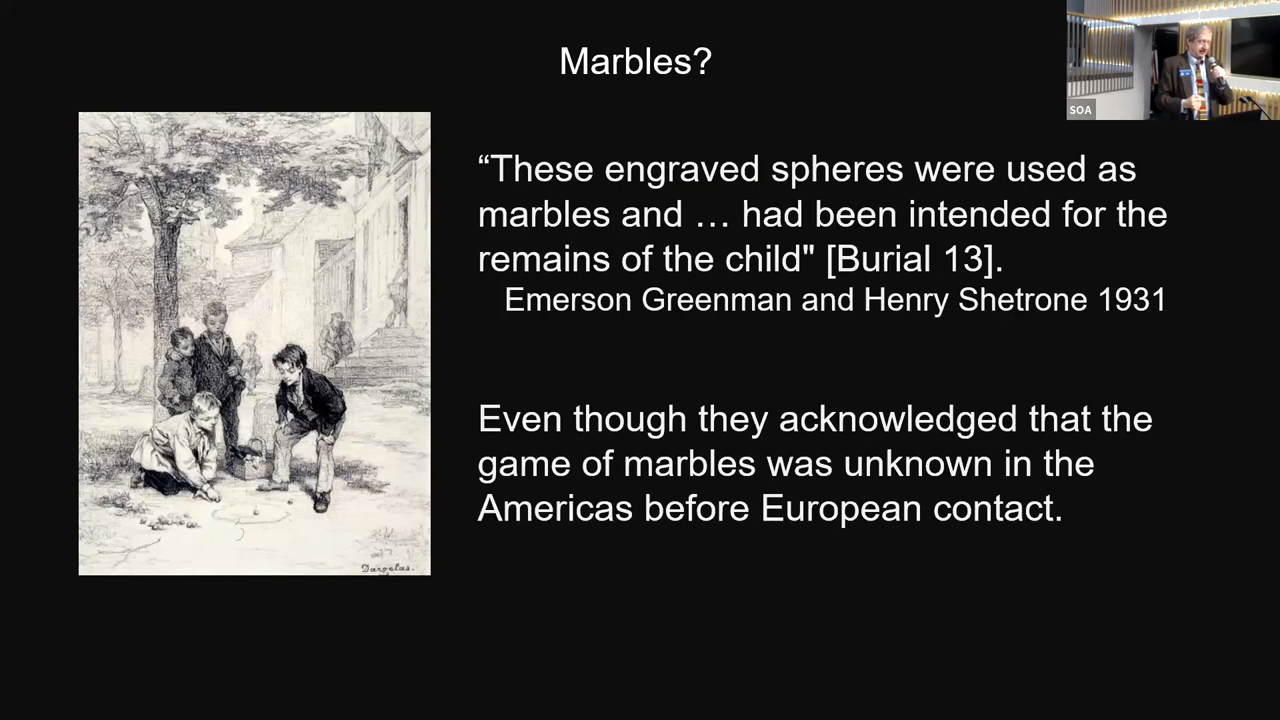 Marbles?
SOA
“These engraved spheres were used as
marbles and … had been intended for the
remains of the child" [Burial 13].
Emerson Greenman and Henry Shetrone 1931
Even though they acknowledged that the
game of marbles was unknown in the
Americas before European contact.
Dargelas.